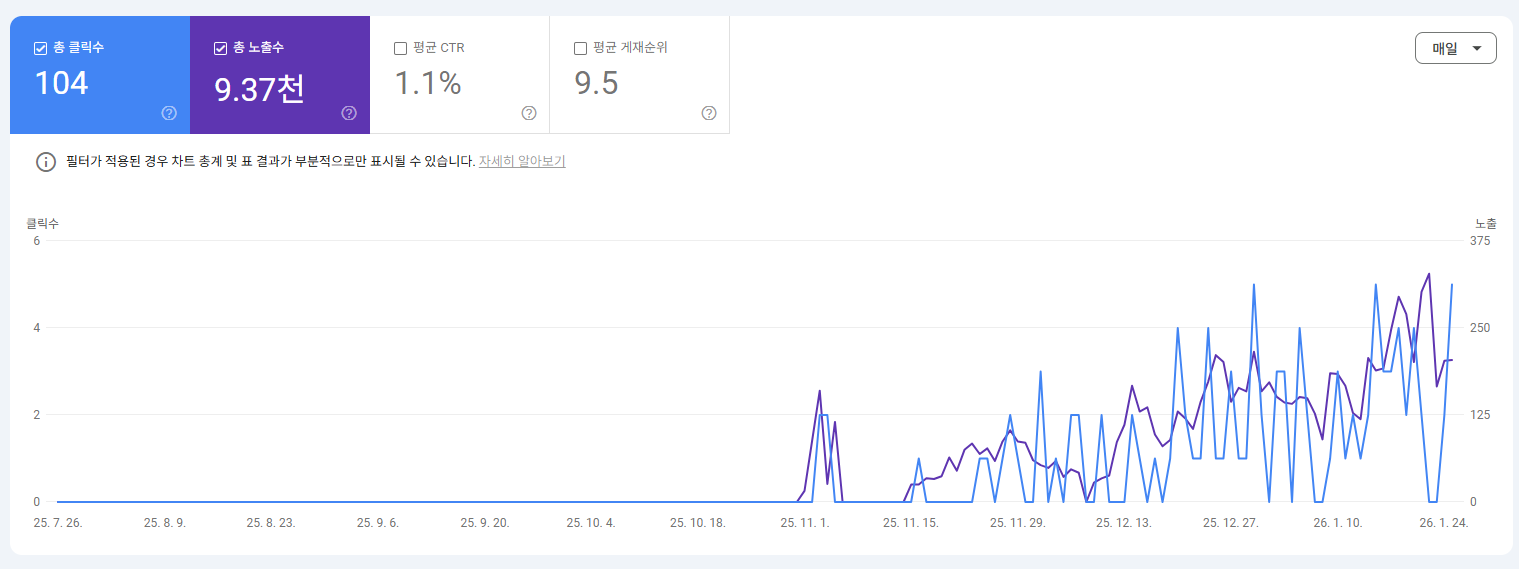 총 클릭수
104
총 노출수
9.37천
평균 CTR
1.1%
평균 게재순위
9.5
매일
필터가 적용된 경우 차트 총계 및 표 결과가 부분적으로만 표시될 수 있습니다. 자세히 알아보기
클릭수 노출
6 375
4 250
2 125
0 0
25. 7. 26. 25. 8. 9. 25. 8. 23. 25. 9. 6. 25. 9. 20. 25. 10. 4. 25. 10. 18. 25. 11. 1. 25. 11. 15. 25. 11. 29. 25. 12. 13. 25. 12. 27. 26. 1. 10. 26. 1. 24.